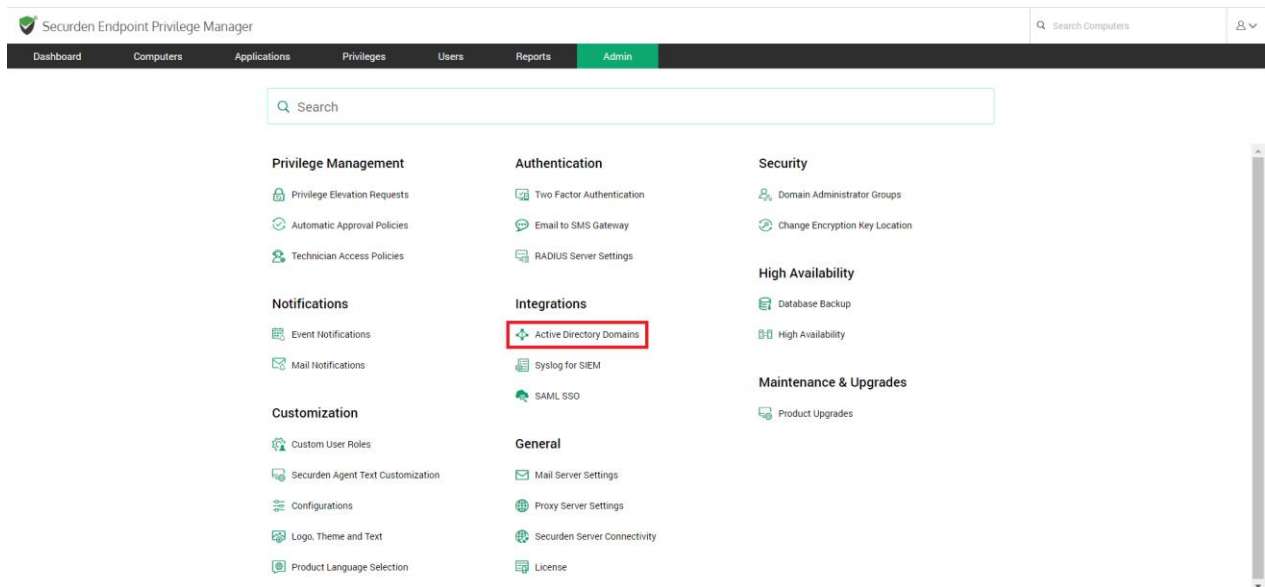 Securden Endpoint Privilege Manager
Search Computers
Dashboard Computers Applications Privileges Users Reports Admin
Search
Privilege Management
Privilege Elevation Requests
Automatic Approval Policies
Technician Access Policies
Notifications
Event Notifications
Mail Notifications
Customization
Custom User Roles
Securden Agent Text Customization
Configurations
Logo, Theme and Text
Product Language Selection
Authentication
Two Factor Authentication
Email to SMS Gateway
RADIUS Server Settings
Integrations
Active Directory Domains
Syslog for SIEM
SAML SSO
General
Mail Server Settings
Proxy Server Settings
Securden Server Connectivity
License
Security
Domain Administrator Groups
Change Encryption Key Location
High Availability
Database Backup
High Availability
Maintenance & Upgrades
Product Upgrades